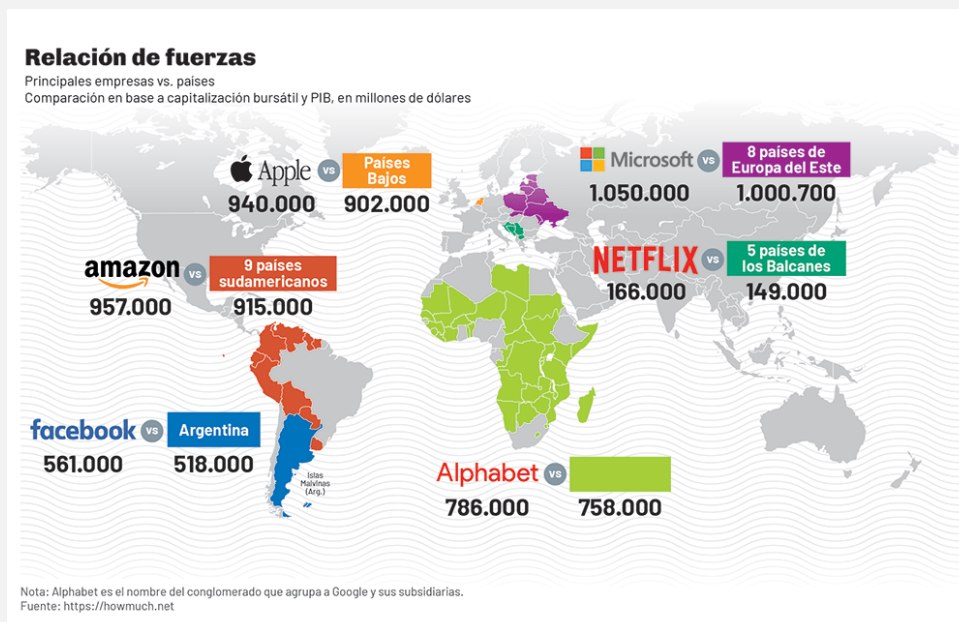 Relación de fuerzas
Principales empresas vs. países
Comparación en base a capitalización bursátil y PIB, en millones de dólares
Apple vs Países Bajos
940.000 902.000
Microsoft vs 8 países de Europa del Este
1.050.000 1.000.700
amazon vs 9 países sudamericanos
957.000 915.000
NETFLIX vs 5 países de los Balcanes
166.000 149.000
facebook vs Argentina
561.000 518.000
Islas
Malvinas
(Arg.)
Alphabet vs
786.000 758.000
Nota: Alphabet es el nombre del conglomerado que agrupa a Google y sus subsidiarias.
Fuente: https://howmuch.net